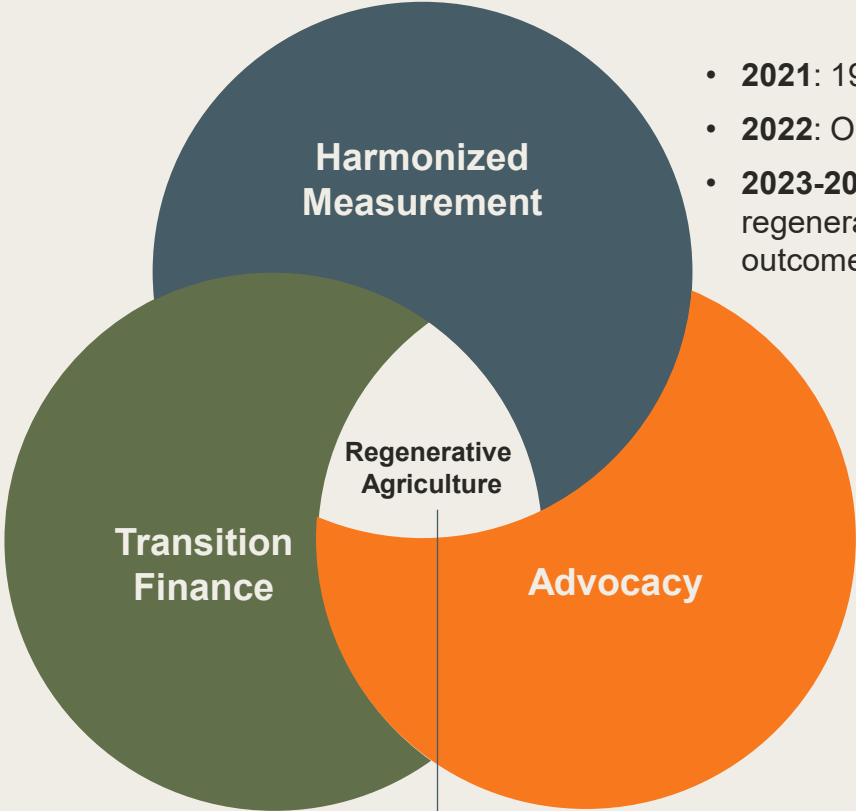 Harmonized
Measurement
• 2021: 19
• 2022: O
• 2023-20
regenera
outcome
Regenerative
Agriculture
Transition
Finance
Advocacy